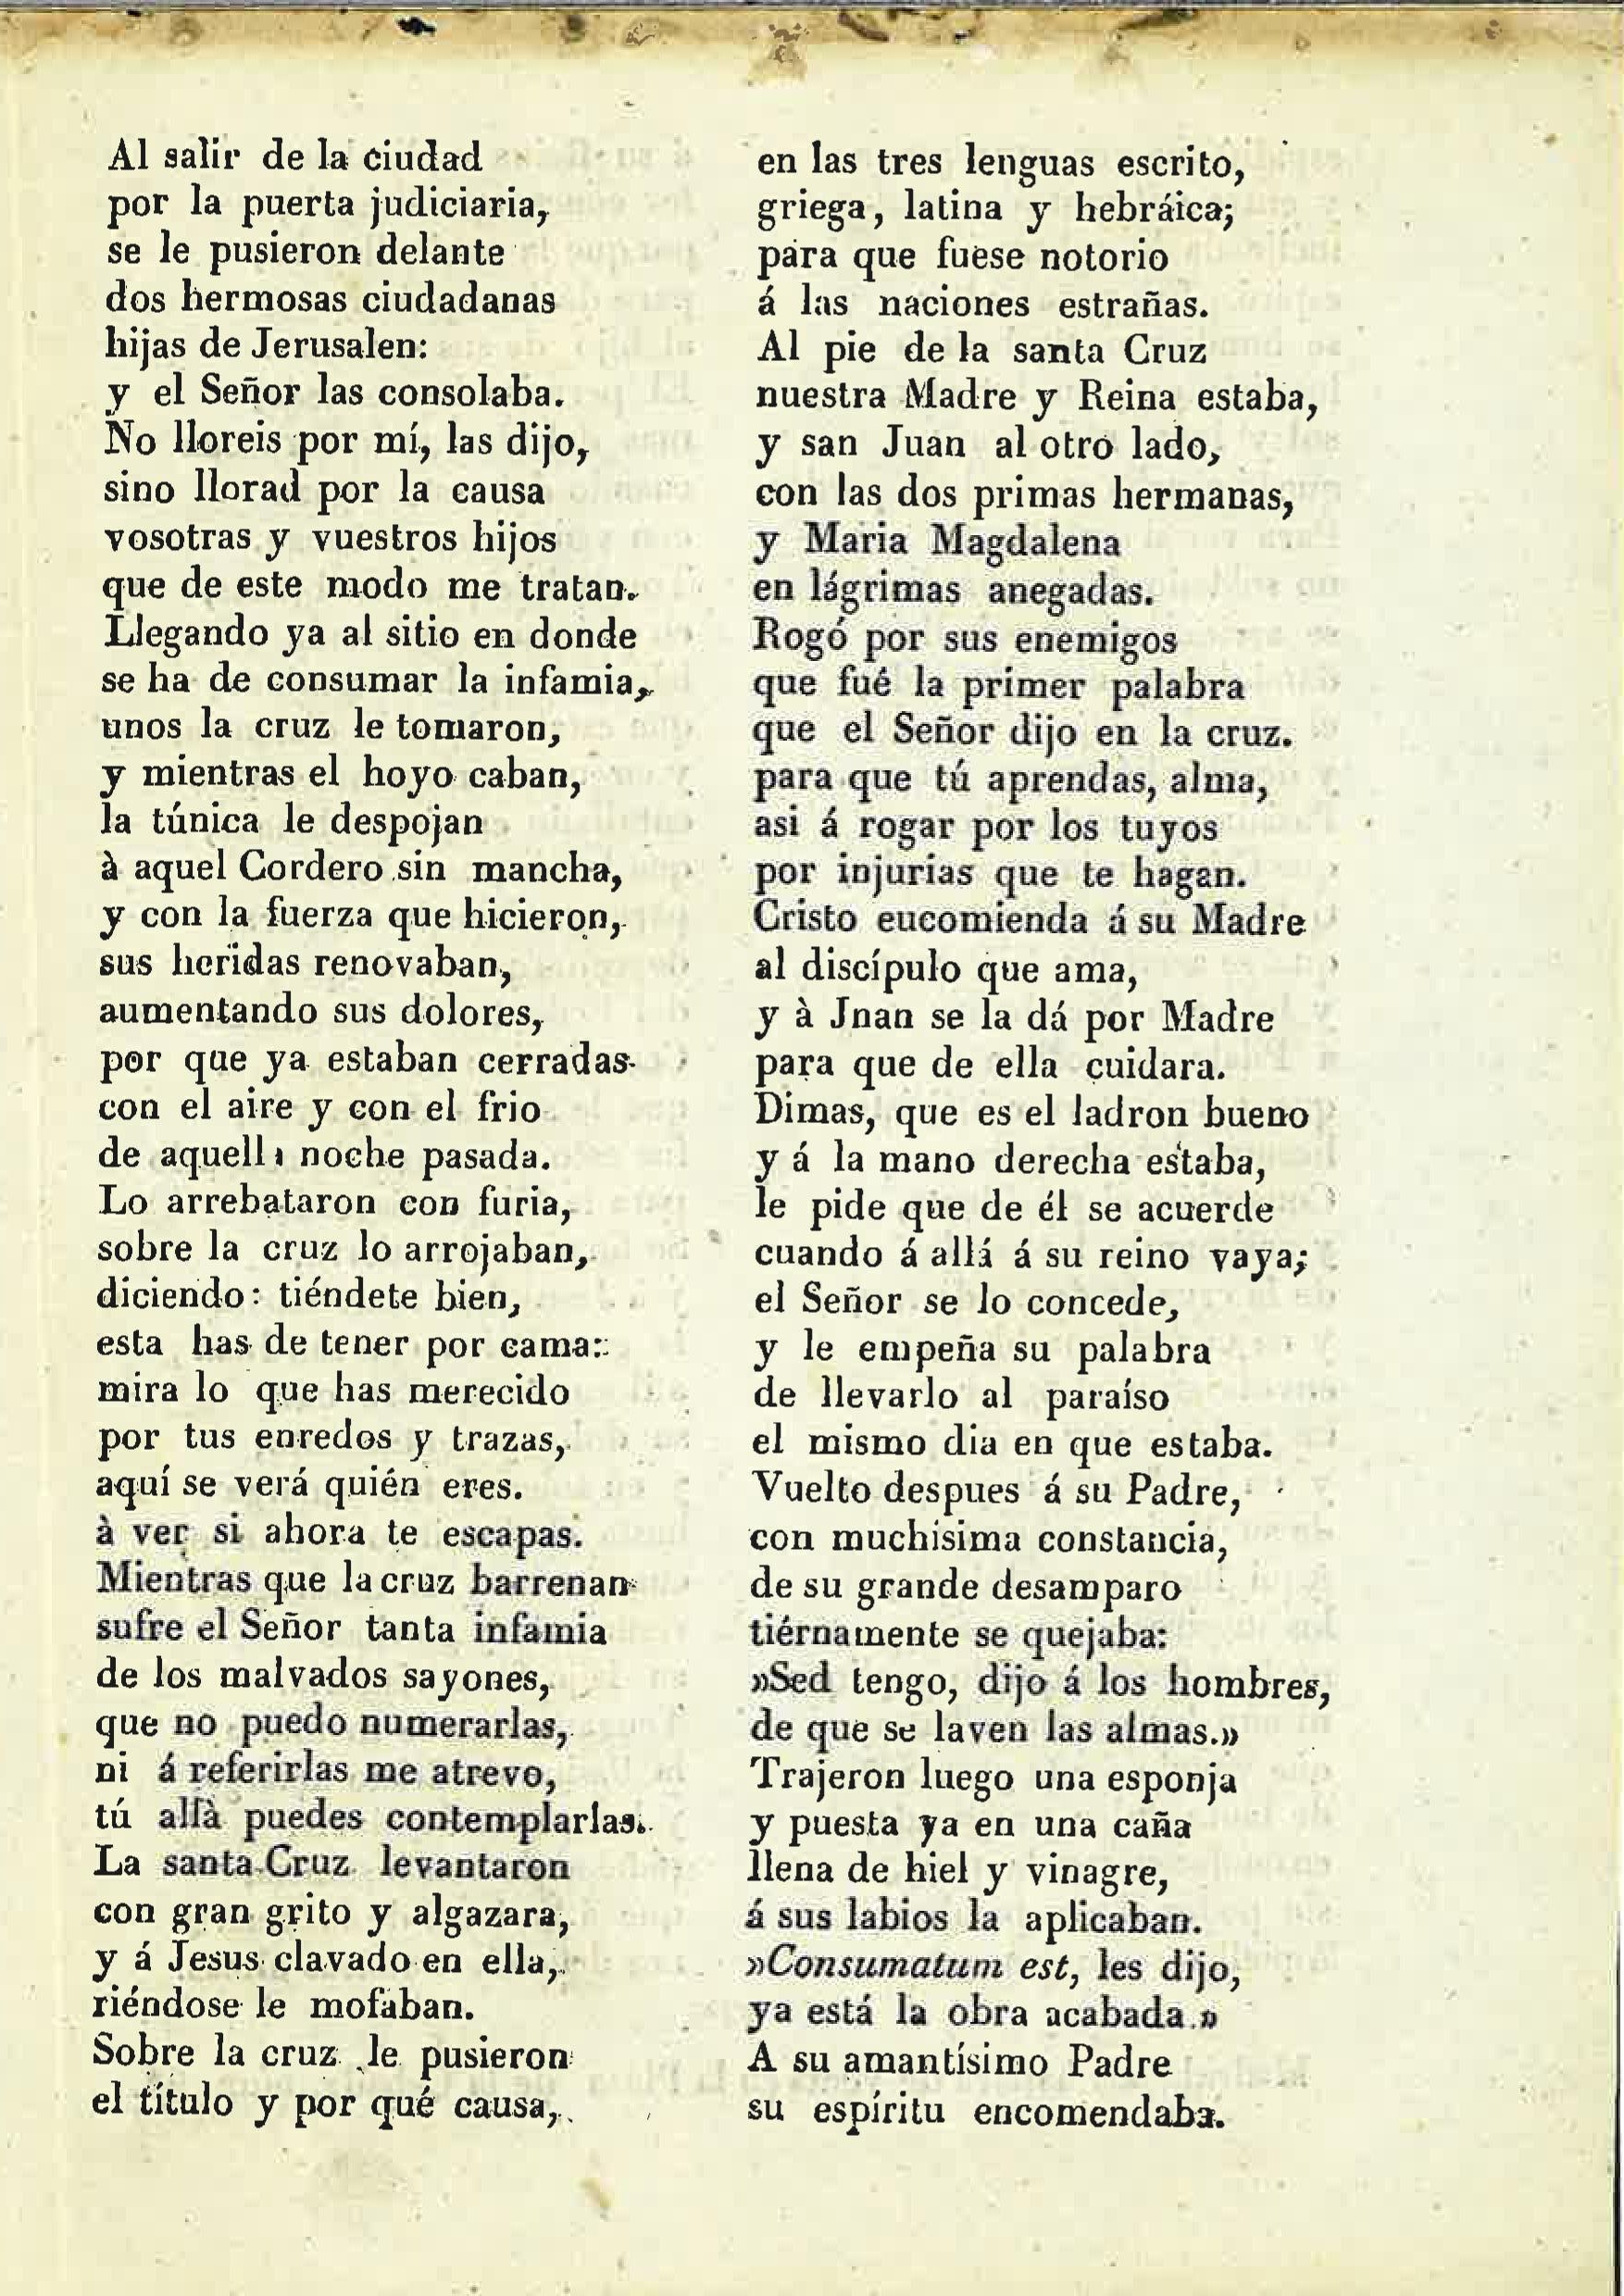 Al salir de la ciudad
por la puerta judiciaria,
se le pusieron delante
dos hermosas ciudadanas
hijas de Jerusalen:
y el Señor las consolaba.
No lloreis por mí, las dijo,
sino llorad por la causa
vosotras y vuestros hijos
que de este modo me tratan.
Llegando ya al sitio en donde
se ha de consumar la infamia,
unos la cruz le tomaron,
y mientras el hoyo caban,
la túnica le despojan
à aquel Cordero sin mancha,
y con la fuerza que hicieron,
sus heridas renovaban,
aumentando sus dolores,
por que ya estaban cerradas
con el aire y con el frio
de aquella noche pasada.
Lo arrebataron con furia,
sobre la cruz lo arrojaban,
diciendo: tiéndete bien,
esta has de tener por cama:
mira lo que has merecido
por tus enredos y trazas,
aquí se verá quién eres.
à ver si ahora te escapas.
Mientras que la cruz barrenan
sufre el Señor tanta infamia
de los malvados sayones,
que no puedo numerarlas,
ni á referirlas me atrevo,
tú allà puedes contemplarlas.
La santa Cruz levantaron
con gran grito y algazara,
y á Jesus clavado en ella,
riéndose le mofaban.
Sobre la cruz le pusieron
el título y por qué causa,
en las tres lenguas escrito,
griega, latina y hebráica;
para que fuese notorio
á las naciones estrañas.
Al pie de la santa Cruz
nuestra Madre y Reina estaba,
y san Juan al otro lado,
con las dos primas hermanas,
y Maria Magdalena
en lágrimas anegadas.
Rogó por sus enemigos
que fué la primer palabra
que el Señor dijo en la cruz.
para que tú aprendas, alma,
asi á rogar por los tuyos
por injurias que te hagan.
Cristo eucomienda á su Madre
al discípulo que ama,
y à Jnan se la dá por Madre
para que de ella cuidara.
Dimas, que es el ladron bueno
y á la mano derecha estaba,
le pide que de él se acuerde
cuando á allá á su reino vaya;
el Señor se lo concede,
y le empeña su palabra
de llevarlo al paraíso
el mismo dia en que estaba.
Vuelto despues á su Padre,
con muchísima constancia,
de su grande desamparo
tiérnamente se quejaba:
»Sed tengo, dijo á los hombres,
de que se laven las almas.»
Trajeron luego una esponja
y puesta ya en una caña
llena de hiel y vinagre,
á sus labios la aplicaban.
»Consumatum est, les dijo,
ya está la obra acabada.»
A su amantísimo Padre
su espíritu encomendaba.